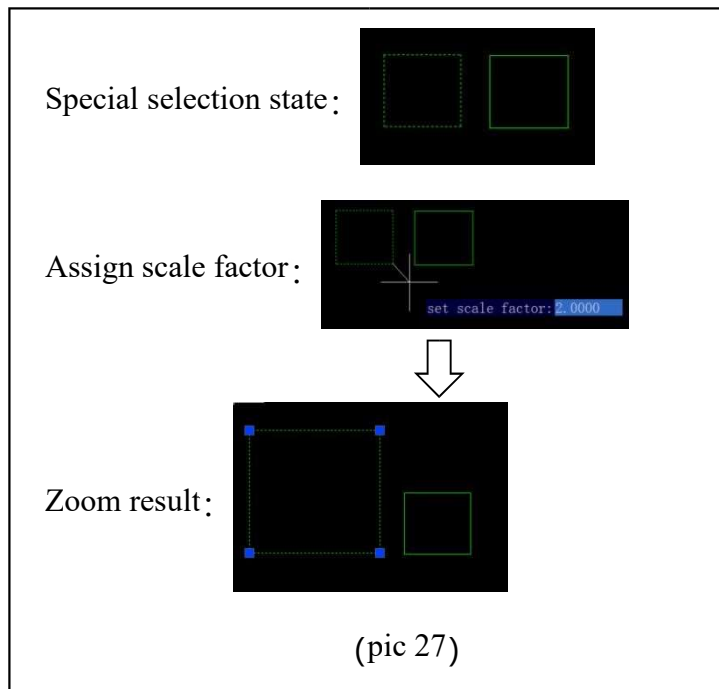 Special selection state：
Assign scale factor：
set scale factor:2.0000
Zoom result：
(pic 27)